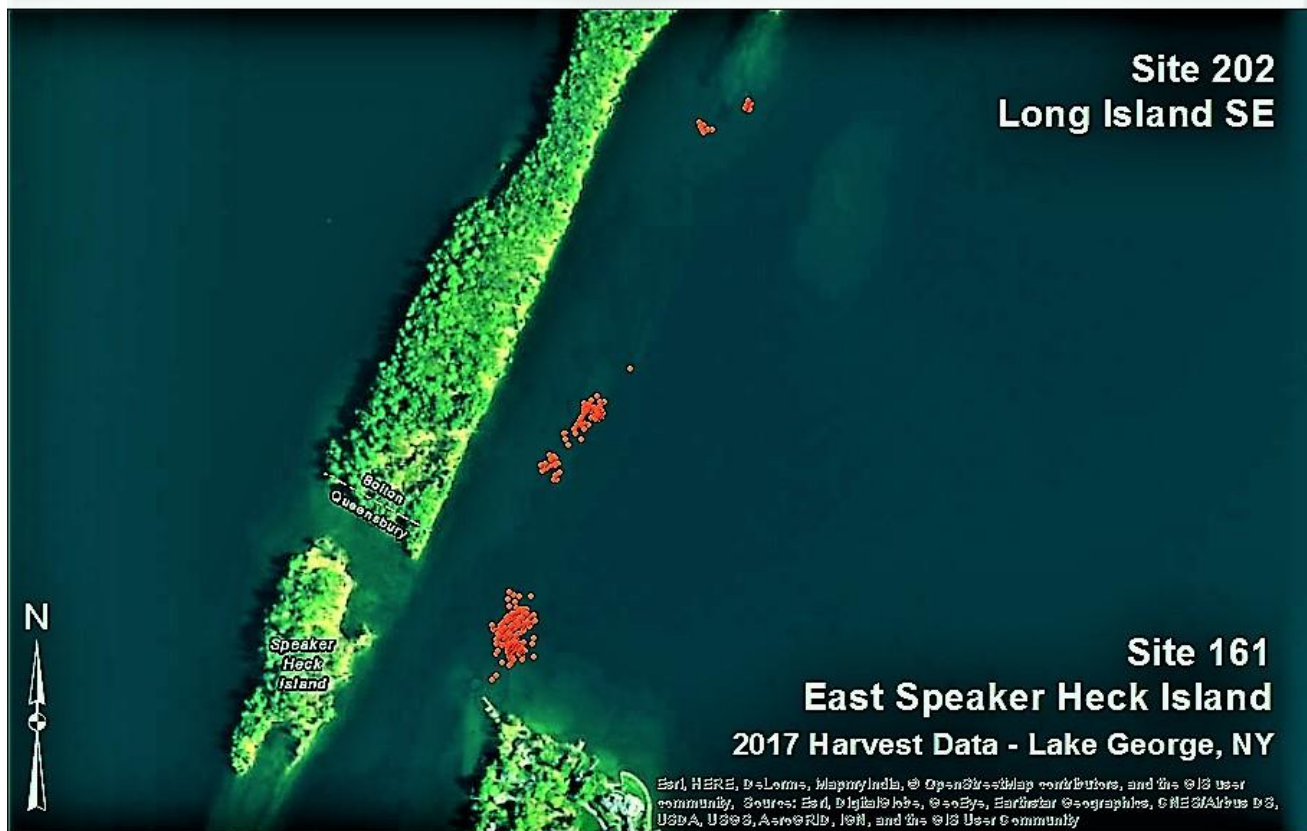 Site 202
Long Island SE
Bolton
Queensbury
N
Speaker
Heck
Island
Site 161
East Speaker Heck Island
2017 Harvest Data - Lake George, NY
Esri, HERE, DeLorme, MapmyIndia, © OpenStreetMap contributors, and the GIS user
community, Source: Esri, DigitalGlobe, GeoEye, Earthstar Geographics, CNES/Airbus DS,
USDA, USGS, AeroGRID, IGN, and the GIS User Community